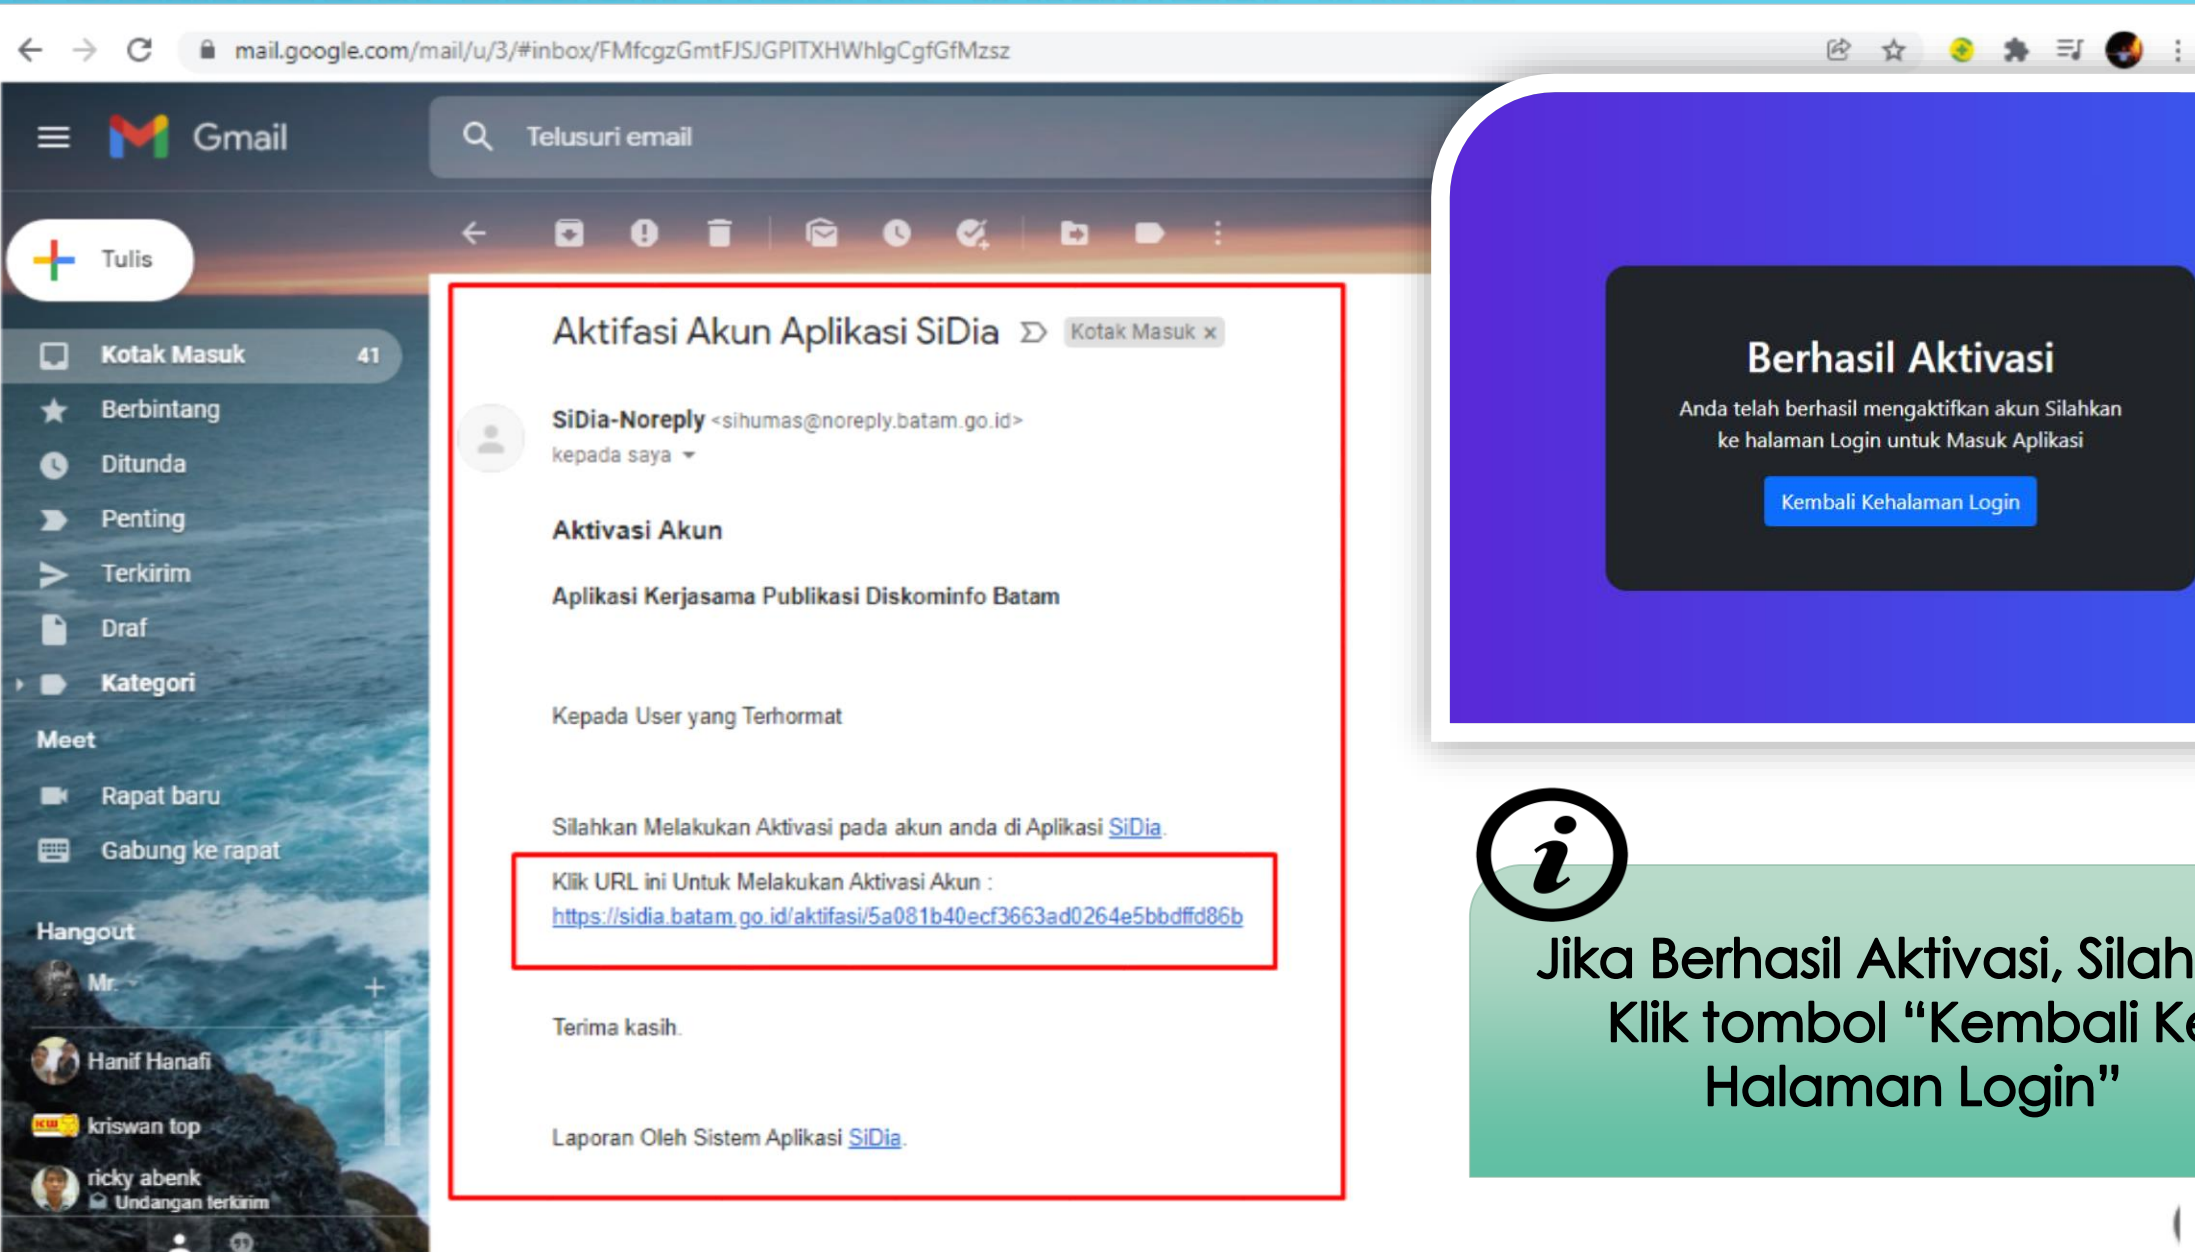 mail.google.com/mail/u/3/#inbox/FMfcgzGmtFJSJGPITXHWhIgCgfGfMzsz
Gmail
Telusuri email
Tulis
Kotak Masuk 41
Berbintang
Ditunda
Penting
Terkirim
Draf
Kategori
Meet
Rapat baru
Gabung ke rapat
Hangout
Mr.
Hanif Hanafi
KW
kriswan top
ricky abenk
Undangan terkirim
Aktifasi Akun Aplikasi SiDia Kotak Masuk x
SiDia-Noreply <sihumas@noreply.batam.go.id>
kepada saya
Aktivasi Akun
Aplikasi Kerjasama Publikasi Diskominfo Batam
Kepada User yang Terhormat
Silahkan Melakukan Aktivasi pada akun anda di Aplikasi SiDia.
Klik URL ini Untuk Melakukan Aktivasi Akun :
https://sidia.batam.go.id/aktifasi/5a081b40ecf3663ad0264e5bbdffd86b
Terima kasih.
Laporan Oleh Sistem Aplikasi SiDia.
Berhasil Aktivasi
Anda telah berhasil mengaktifkan akun Silahkan
ke halaman Login untuk Masuk Aplikasi
Kembali Kehalaman Login
i
Jika Berhasil Aktivasi, Silah
Klik tombol “Kembali Ke
Halaman Login”